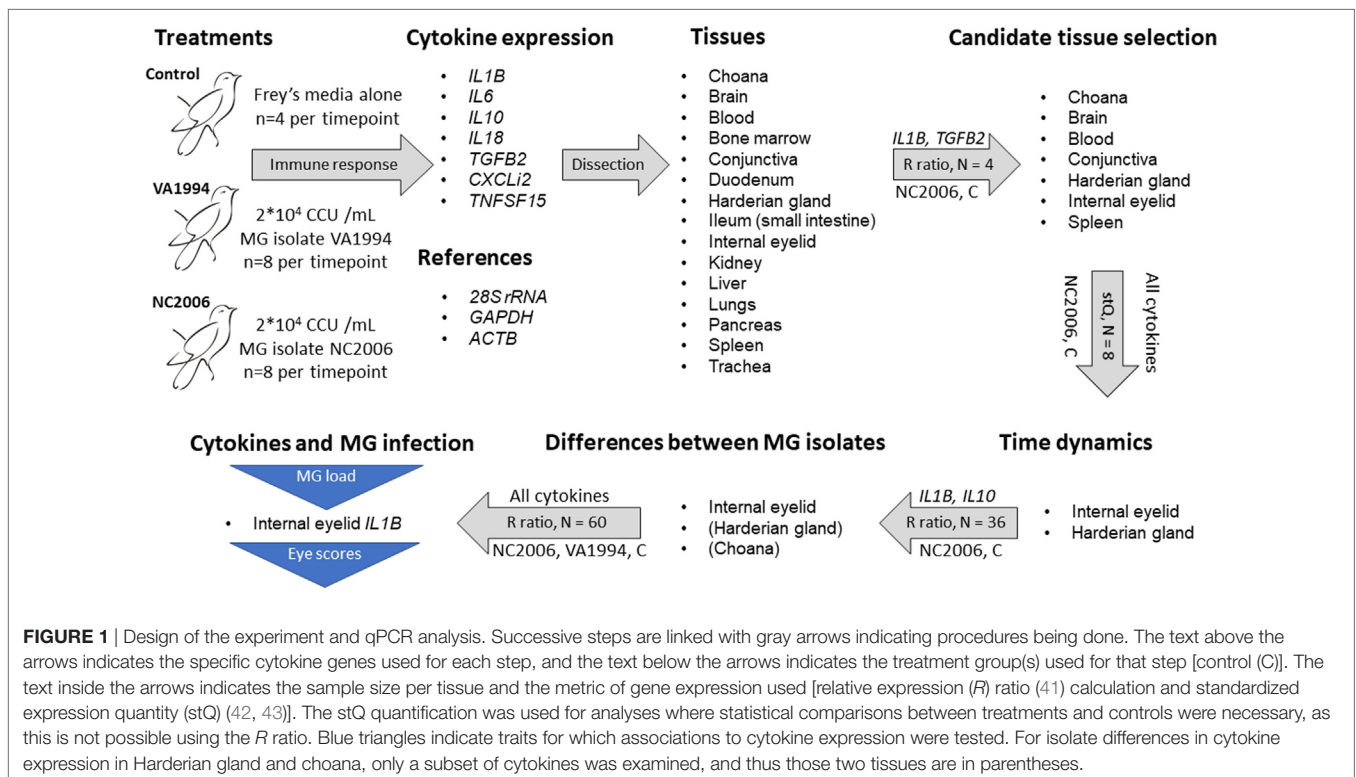 Treatments
Control
Frey's media alone
n=4 per timepoint
VA1994
2*10⁴ CCU /mL
MG isolate VA1994
n=8 per timepoint
NC2006
2*10⁴ CCU /mL
MG isolate NC2006
n=8 per timepoint
Immune response
Cytokine expression
• IL1B
• IL6
• IL10
• IL18
• TGFB2
• CXCLi2
• TNFSF15
References
• 28S rRNA
• GAPDH
• ACTB
Dissection
Tissues
• Choana
• Brain
• Blood
• Bone marrow
• Conjunctiva
• Duodenum
• Harderian gland
• Ileum (small intestine)
• Internal eyelid
• Kidney
• Liver
• Lungs
• Pancreas
• Spleen
• Trachea
IL1B, TGFB2
R ratio, N = 4
NC2006, C
Candidate tissue selection
• Choana
• Brain
• Blood
• Conjunctiva
• Harderian gland
• Internal eyelid
• Spleen
All cytokines
stQ, N = 8
NC2006, C
Time dynamics
• Internal eyelid
• Harderian gland
IL1B, IL10
R ratio, N = 36
NC2006, C
Differences between MG isolates
• Internal eyelid
• (Harderian gland)
• (Choana)
All cytokines
R ratio, N = 60
NC2006, VA1994, C
Cytokines and MG infection
MG load
• Internal eyelid IL1B
Eye scores
FIGURE 1 | Design of the experiment and qPCR analysis. Successive steps are linked with gray arrows indicating procedures being done. The text above the
arrows indicates the specific cytokine genes used for each step, and the text below the arrows indicates the treatment group(s) used for that step [control (C)]. The
text inside the arrows indicates the sample size per tissue and the metric of gene expression used [relative expression (R) ratio (41) calculation and standardized
expression quantity (stQ) (42, 43)]. The stQ quantification was used for analyses where statistical comparisons between treatments and controls were necessary, as
this is not possible using the R ratio. Blue triangles indicate traits for which associations to cytokine expression were tested. For isolate differences in cytokine
expression in Harderian gland and choana, only a subset of cytokines was examined, and thus those two tissues are in parentheses.